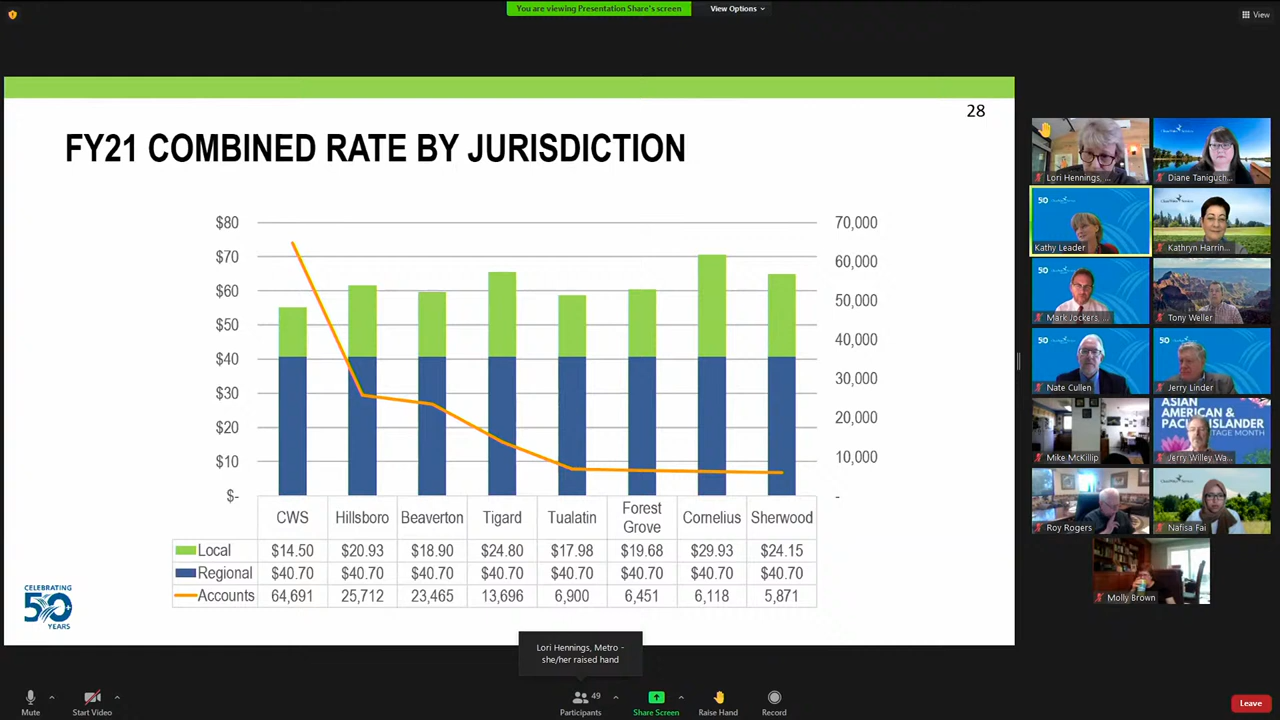 You are viewing Presentation Share's screen
View Options
View
28
FY21 COMBINED RATE BY JURISDICTION
$80
$70
$60
$50
$40
$30
$20
$10
$-
70,000
60,000
50,000
40,000
30,000
20,000
10,000
-
CWS Hillsboro Beaverton Tigard Tualatin Forest Grove Cornelius Sherwood
Local $14.50 $20.93 $18.90 $24.80 $17.98 $19.68 $29.93 $24.15
Regional $40.70 $40.70 $40.70 $40.70 $40.70 $40.70 $40.70 $40.70
Accounts 64,691 25,712 23,465 13,696 6,900 6,451 6,118 5,871
CELEBRATING
50
YEARS
Lori Hennings, ...
Diane Taniguch...
50
Kathy Leader
Kathryn Harrin...
Mark Jockers, ...
Tony Weller
Nate Cullen
Jerry Linder
Mike McKillip
ASIAN
AMERICAN &
Jerry Willey Wa...
Roy Rogers
Nafisa Fai
Molly Brown
Lori Hennings, Metro -
she/her raised hand
Mute
Start Video
49
Participants
Share Screen
Raise Hand
Record
Leave